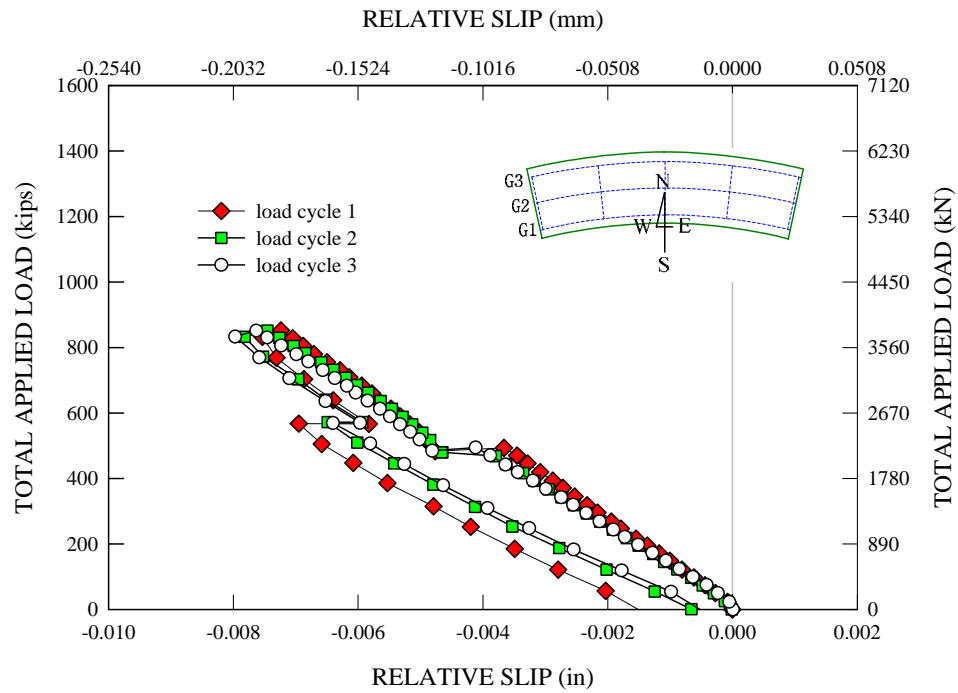 RELATIVE SLIP (mm)
-0.2540 -0.2032 -0.1524 -0.1016 -0.0508 0.0000 0.0508
1600 7120
1400 6230
1200 5340
1000 4450
800 3560
600 2670
400 1780
200 890
0 0
TOTAL APPLIED LOAD (kips)
TOTAL APPLIED LOAD (kN)
load cycle 1
load cycle 2
load cycle 3
G3
G2
G1
N
W E
S
-0.010 -0.008 -0.006 -0.004 -0.002 0.000 0.002
RELATIVE SLIP (in)